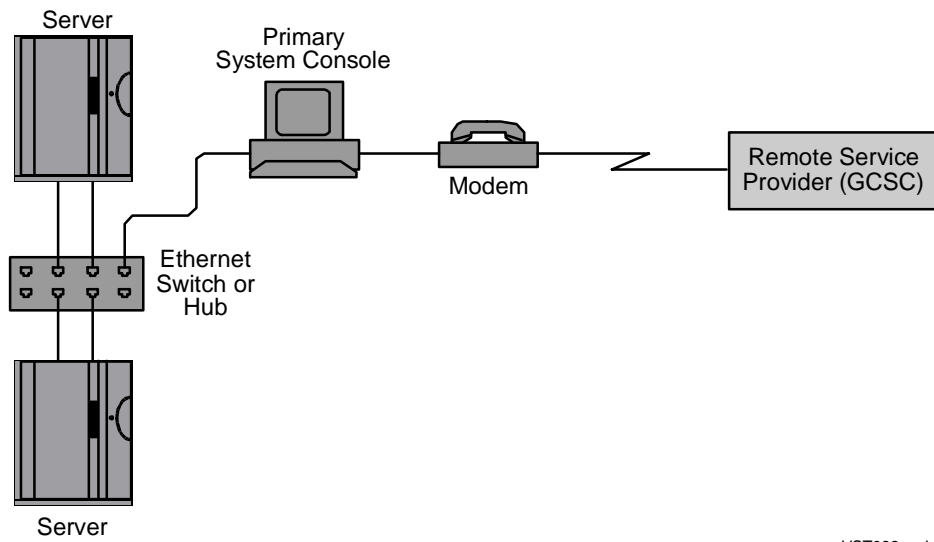 Server
Primary
System Console
Modem
Remote Service
Provider (GCSC)
Ethernet
Switch or
Hub
Server